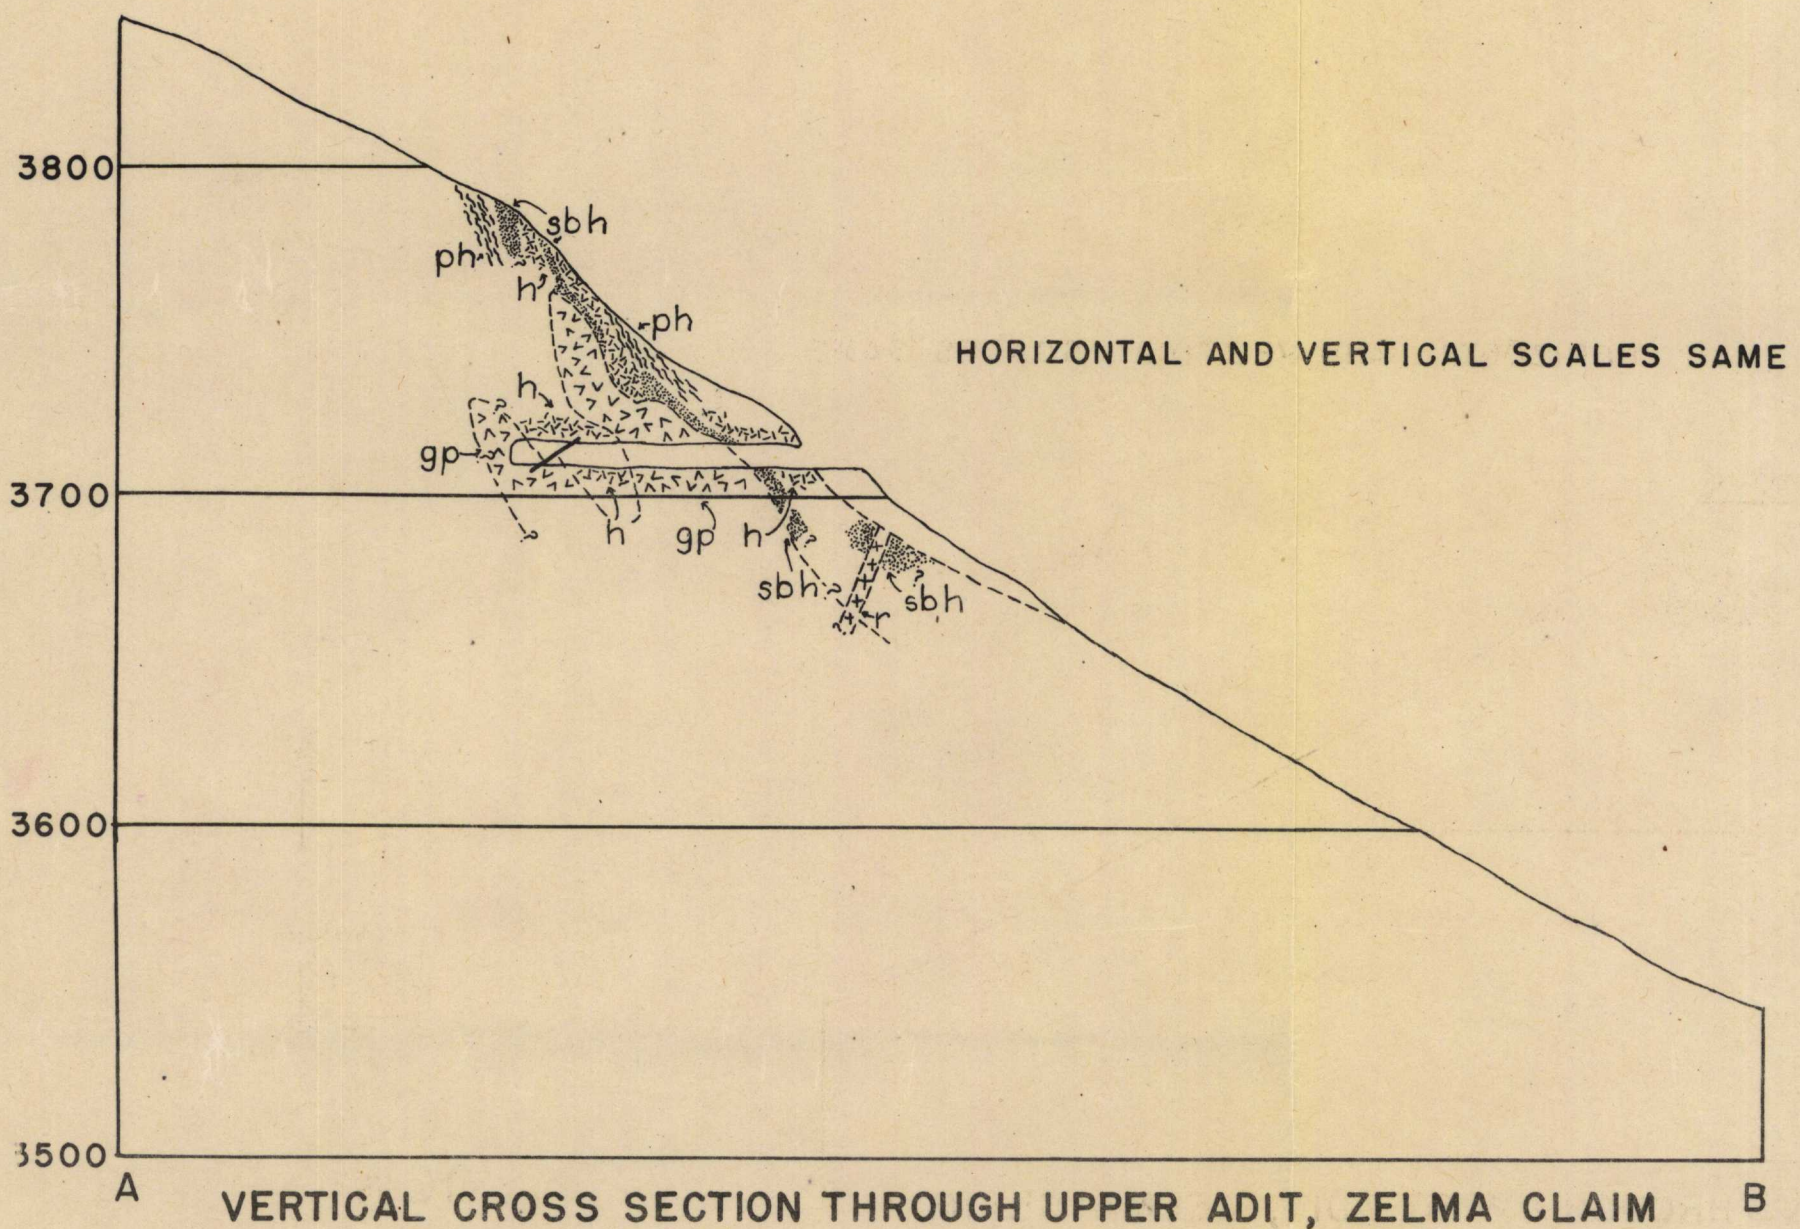 3800
sbh
ph
h
ph
HORIZONTAL AND VERTICAL SCALES SAME
h
gp
3700
h
gp
h
sbh
sbh
r
3600
3500
A
B
VERTICAL CROSS SECTION THROUGH UPPER ADIT, ZELMA CLAIM